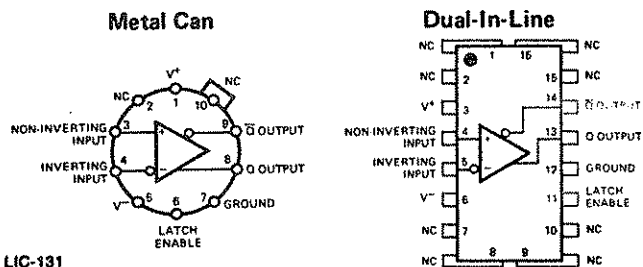 Metal Can
Dual-In-Line
V+
NC
NC
1
2
10
NON-INVERTING
INPUT
3
+
9
Q̅ OUTPUT
INVERTING
INPUT
4
−
8
Q OUTPUT
V−
5
6
7
GROUND
LATCH
ENABLE
LIC-131
NC
1
16
NC
NC
2
15
NC
V+
3
14
Q̅ OUTPUT
NON-INVERTING
INPUT
4
+
13
Q OUTPUT
INVERTING
INPUT
5
−
12
GROUND
V−
6
11
LATCH
ENABLE
NC
7
10
NC
NC
8
9
NC